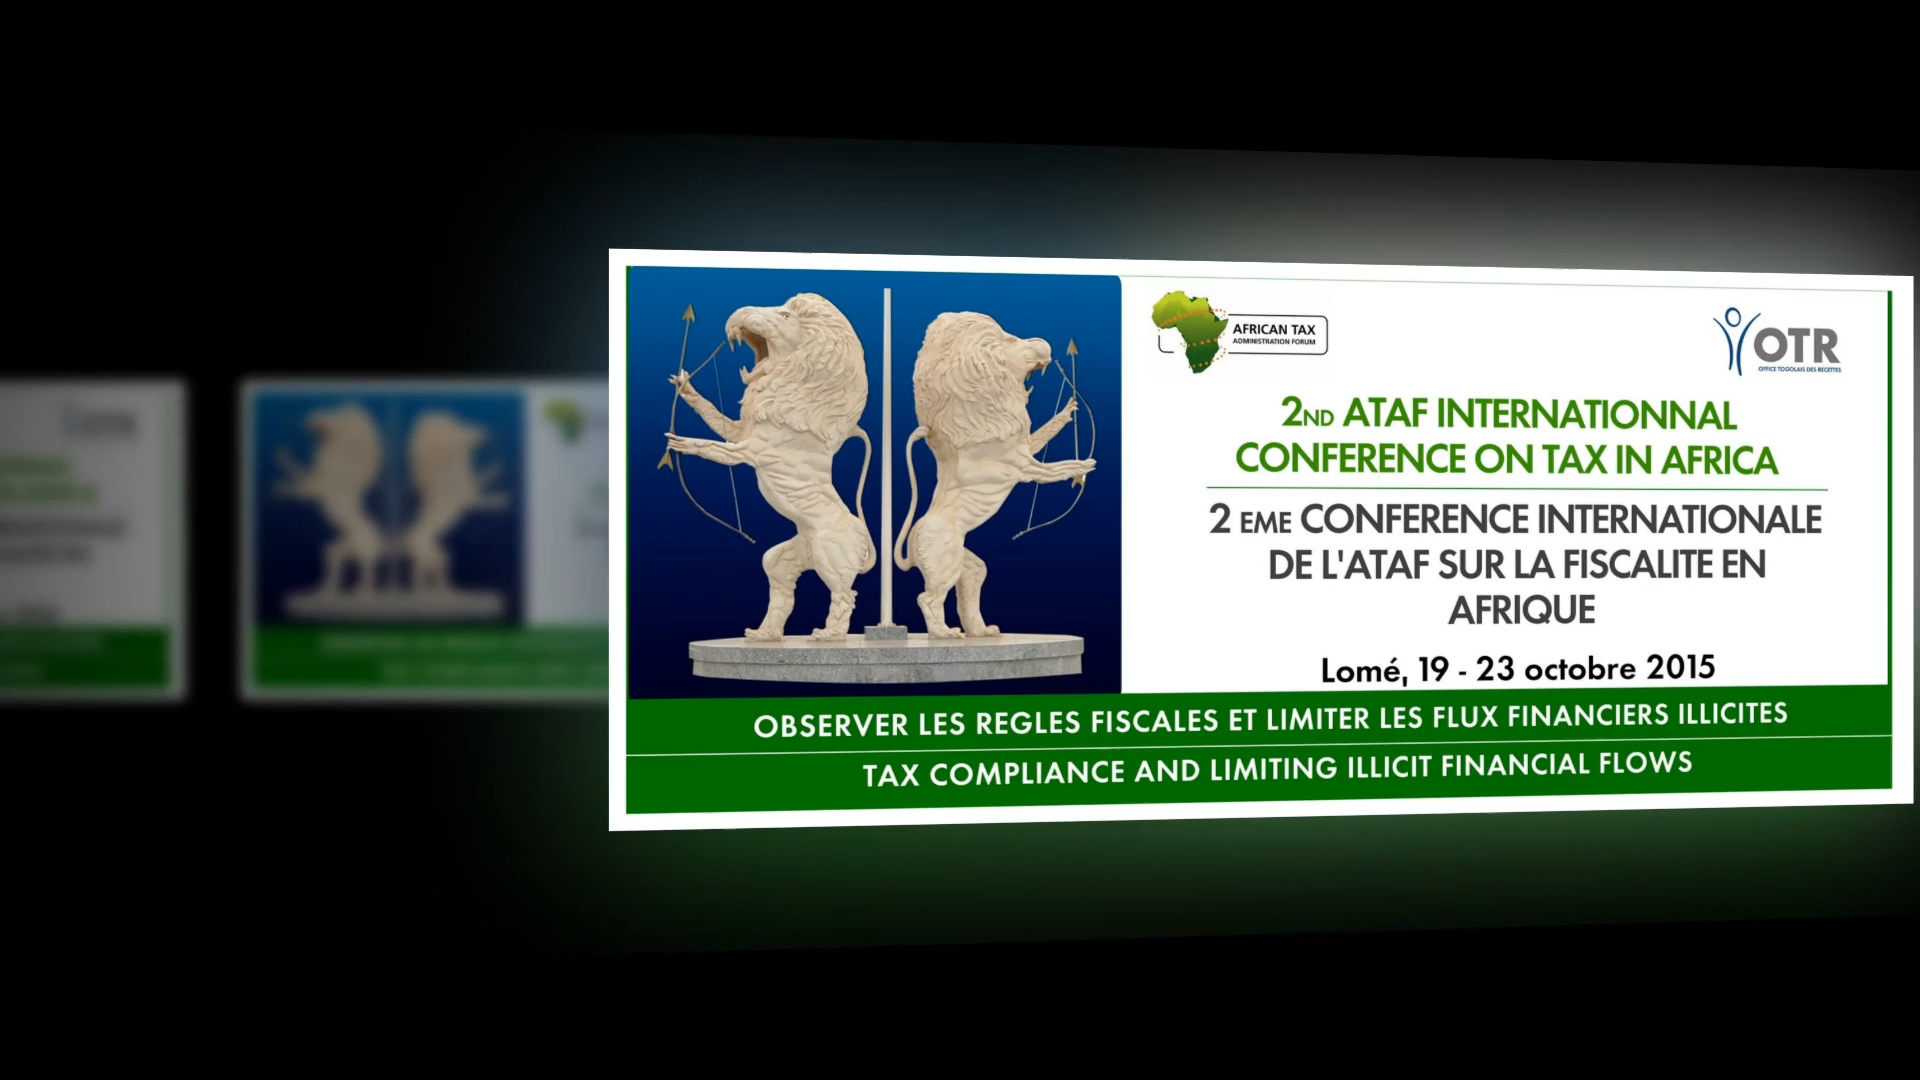 AFRICAN TAX
ADMINISTRATION FORUM
OTR
OFFICE TOGOLAIS DES RECETTES
2ND ATAF INTERNATIONNAL
CONFERENCE ON TAX IN AFRICA
2 EME CONFERENCE INTERNATIONALE
DE L'ATAF SUR LA FISCALITE EN
AFRIQUE
Lomé, 19 - 23 octobre 2015
OBSERVER LES REGLES FISCALES ET LIMITER LES FLUX FINANCIERS ILLICITES
TAX COMPLIANCE AND LIMITING ILLICIT FINANCIAL FLOWS